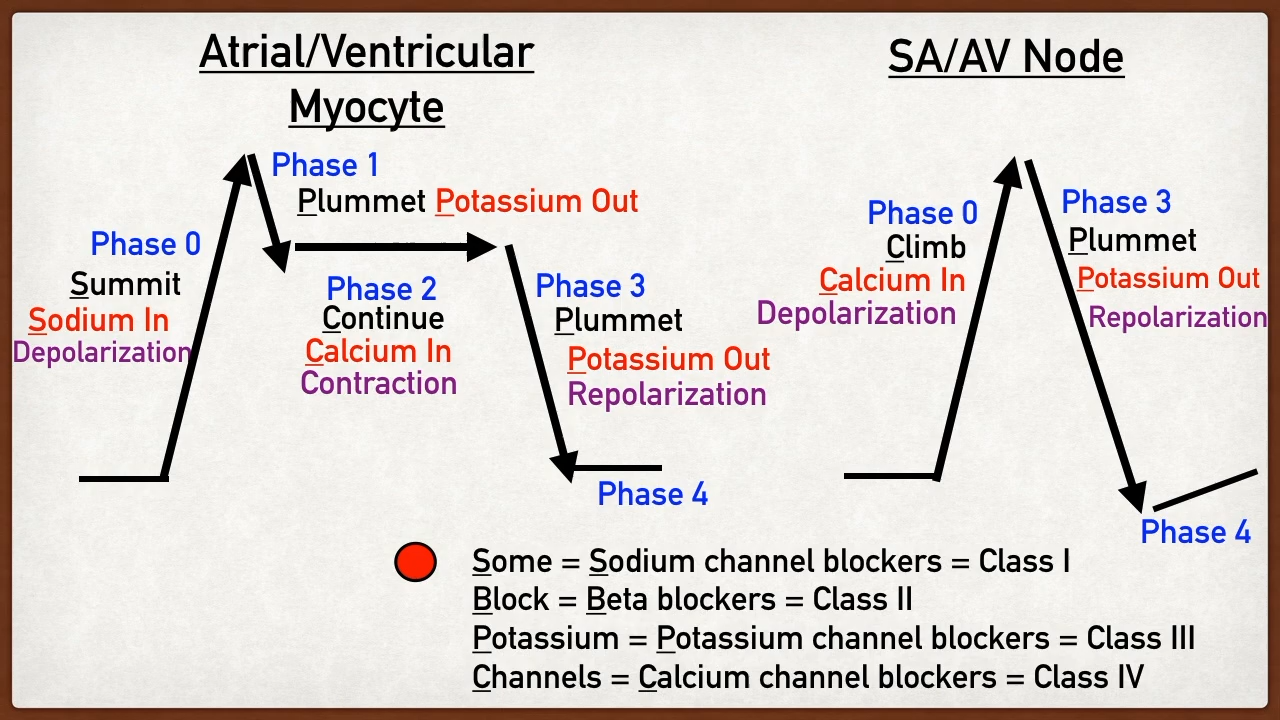 Atrial/Ventricular
Myocyte
Phase 1
Plummet Potassium Out
Phase 0
Summit
Sodium In
Depolarization
Phase 2
Continue
Calcium In
Contraction
Phase 3
Plummet
Potassium Out
Repolarization
Phase 4
SA/AV Node
Phase 0
Climb
Calcium In
Depolarization
Phase 3
Plummet
Potassium Out
Repolarization
Phase 4
Some = Sodium channel blockers = Class I
Block = Beta blockers = Class II
Potassium = Potassium channel blockers = Class III
Channels = Calcium channel blockers = Class IV